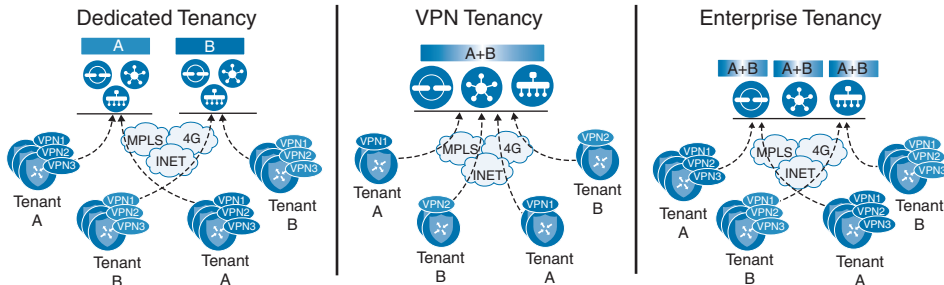 Dedicated Tenancy
A
B
MPLS
4G
INET
VPN1
VPN2
VPN3
Tenant
A
VPN1
VPN2
VPN3
Tenant
B
VPN1
VPN2
VPN3
Tenant
B
VPN1
VPN2
VPN3
Tenant
A
VPN Tenancy
A+B
MPLS
4G
INET
VPN1
Tenant
A
VPN2
Tenant
B
VPN2
Tenant
B
VPN1
Tenant
A
Enterprise Tenancy
A+B
A+B
A+B
MPLS
4G
INET
VPN1
VPN2
VPN3
Tenant
A
VPN1
VPN2
VPN3
Tenant
B
VPN1
VPN2
VPN3
Tenant
B
VPN1
VPN2
VPN3
Tenant
A